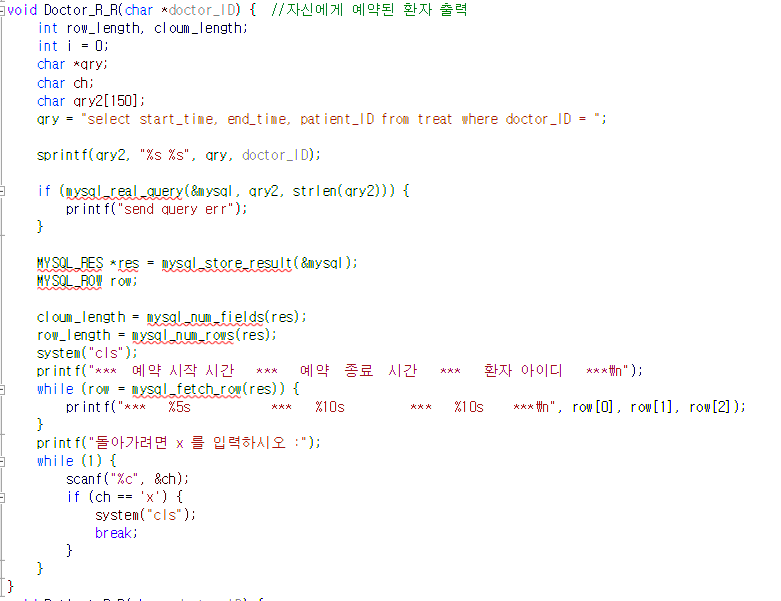 void Doctor_R_R(char *doctor_ID) {  //자신에게 예약된 환자 출력
    int row_length, cloum_length;
    int i = 0;
    char *qry;
    char ch;
    char qry2[150];
    qry = "select start_time, end_time, patient_ID from treat where doctor_ID = ";
    sprintf(qry2, "%s %s", qry, doctor_ID);
    if (mysql_real_query(&mysql, qry2, strlen(qry2))) {
        printf("send query err");
    }
    MYSQL_RES *res = mysql_store_result(&mysql);
    MYSQL_ROW row;
    cloum_length = mysql_num_fields(res);
    row_length = mysql_num_rows(res);
    system("cls");
    printf("***  예약 시작 시간   ***   예약  종료  시간   ***   환자 아이디   ***₩n");
    while (row = mysql_fetch_row(res)) {
        printf("***   %5s           ***   %10s         ***   %10s    ***₩n", row[0], row[1], row[2]);
    }
    printf("돌아가려면 x 를 입력하시오 :");
    while (1) {
        scanf("%c", &ch);
        if (ch == 'x') {
            system("cls");
            break;
        }
    }
}